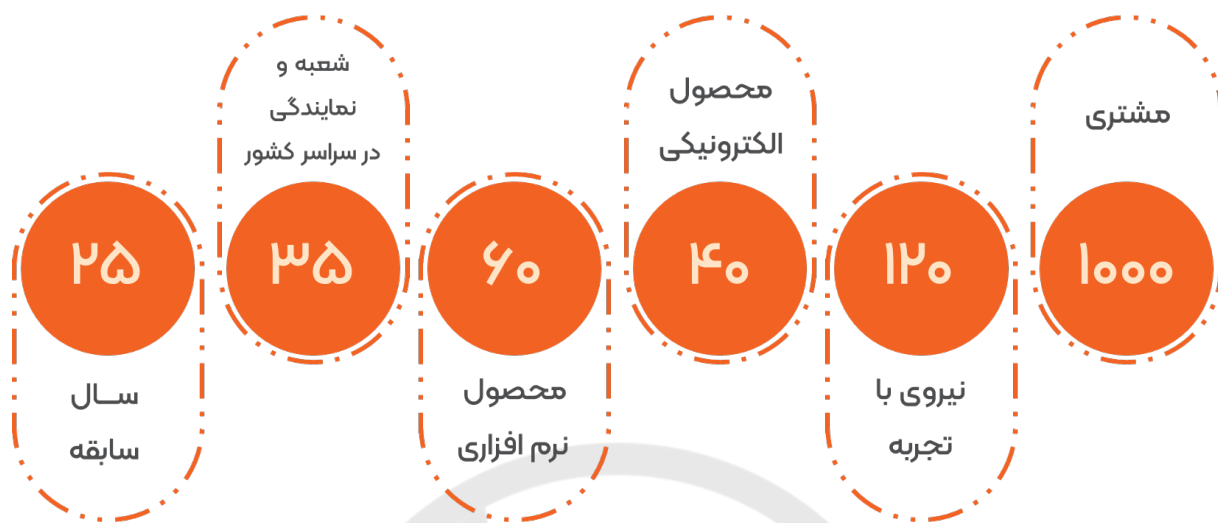 ۱۰۰۰
مشتری
۱۲۰
نیروی با
تجربه
محصول
الکترونیکی
۴۰
۶۰
محصول
نرم افزاری
شعبه و
نمایندگی
در سراسر کشور
۳۵
۲۵
ســال
سابقه